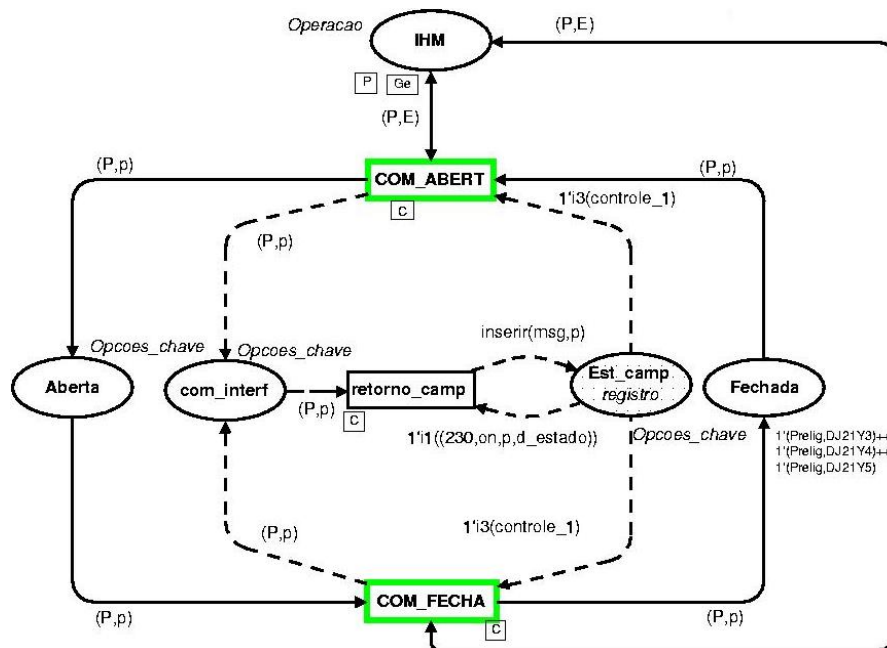 Operacao
IHM
(P,E)
P
Ge
(P,E)
(P,p)
(P,p)
COM_ABERT
C
1'i3(controle_1)
(P,p)
inserir(msg,p)
Opcoes_chave
Opcoes_chave
Aberta
com_interf
(P,p)
retorno_camp
C
Est_camp
registro
Fechada
1'i1((230,on,p,d_estado))
Opcoes_chave
1'(Prelig,DJ21Y3)++
1'(Prelig,DJ21Y4)++
1'(Prelig,DJ21Y5)
(P,p)
1'i3(controle_1)
(P,p)
COM_FECHA
C
(P,p)